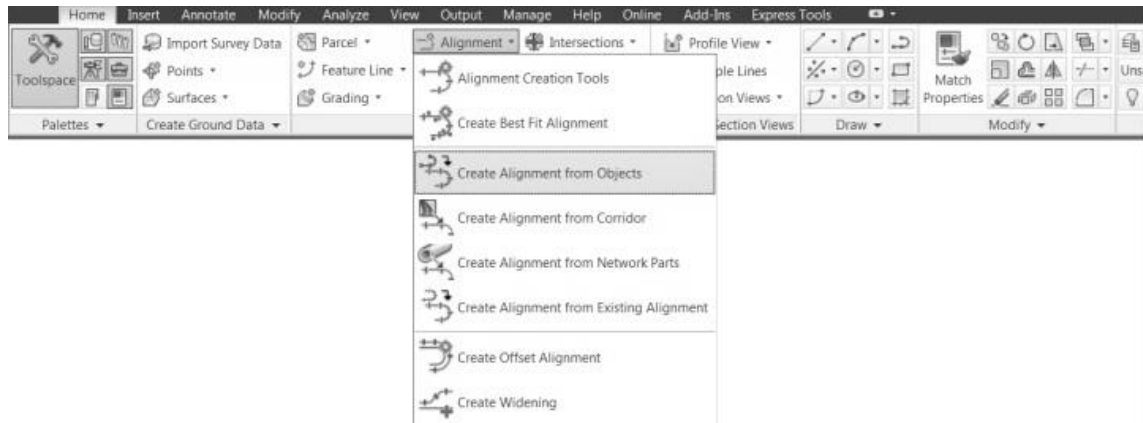 Home Insert Annotate Modify Analyze View Output Manage Help Online Add-Ins Express Tools
Import Survey Data Parcel Alignment Intersections Profile View
Toolspace Points Feature Line ple Lines Match Properties Uns
Surfaces Grading on Views
Palettes Create Ground Data Section Views Draw Modify
Alignment Creation Tools
Create Best Fit Alignment
Create Alignment from Objects
Create Alignment from Corridor
Create Alignment from Network Parts
Create Alignment from Existing Alignment
Create Offset Alignment
Create Widening